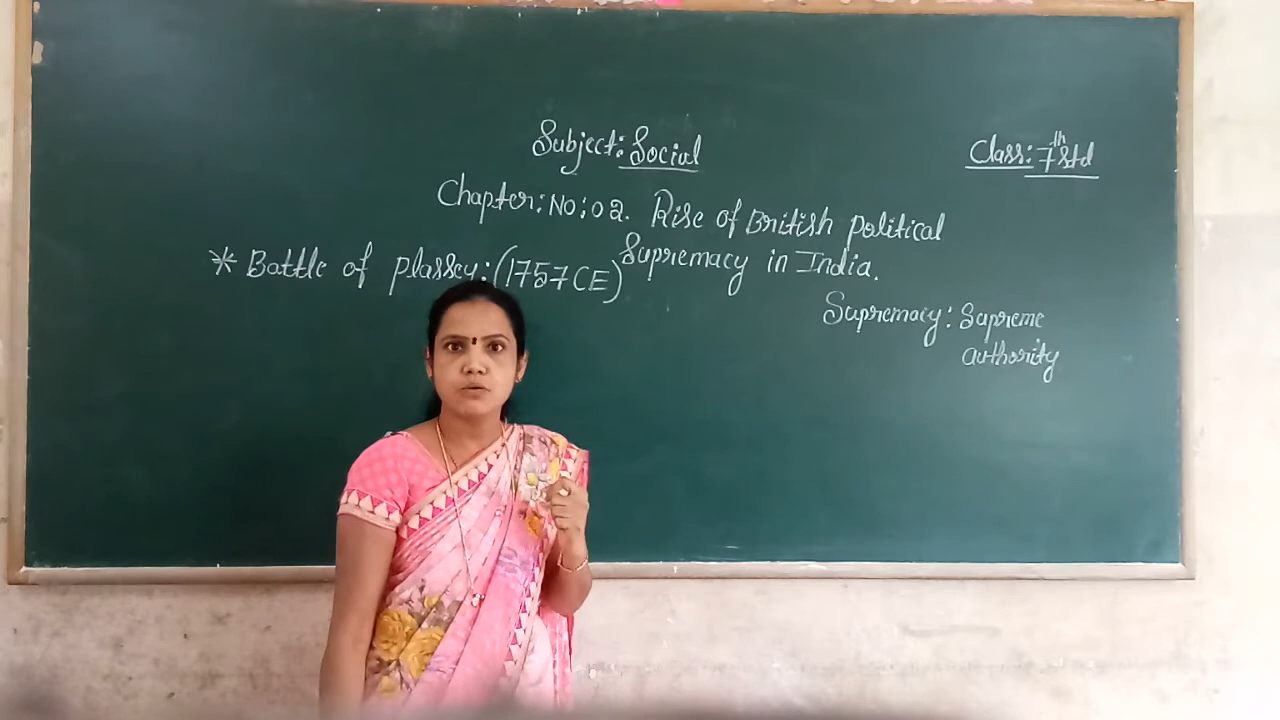 Subject: Social
Class: 7th Std
Chapter: No: 02. Rise of British Political
Supremacy in India.
* Battle of plassey: (1757 CE)
Supremacy: Supreme
authority